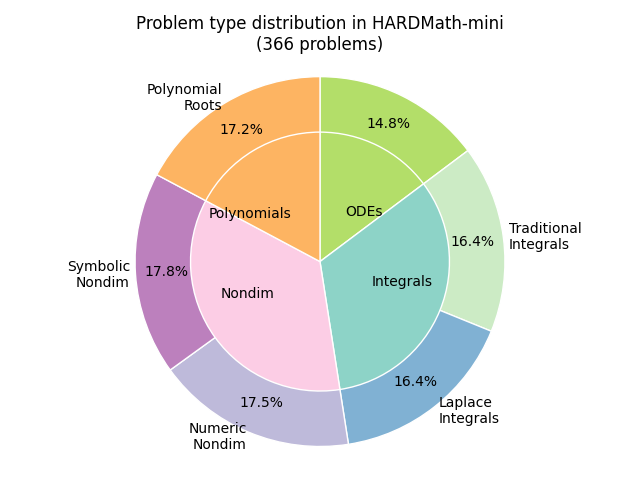 Problem type distribution in HARDMath-mini
(366 problems)
Polynomial
Roots
17.2%
14.8%
Polynomials
ODEs
Traditional
Integrals
16.4%
Symbolic
Nondim
17.8%
Nondim
Integrals
17.5%
16.4%
Numeric
Nondim
Laplace
Integrals